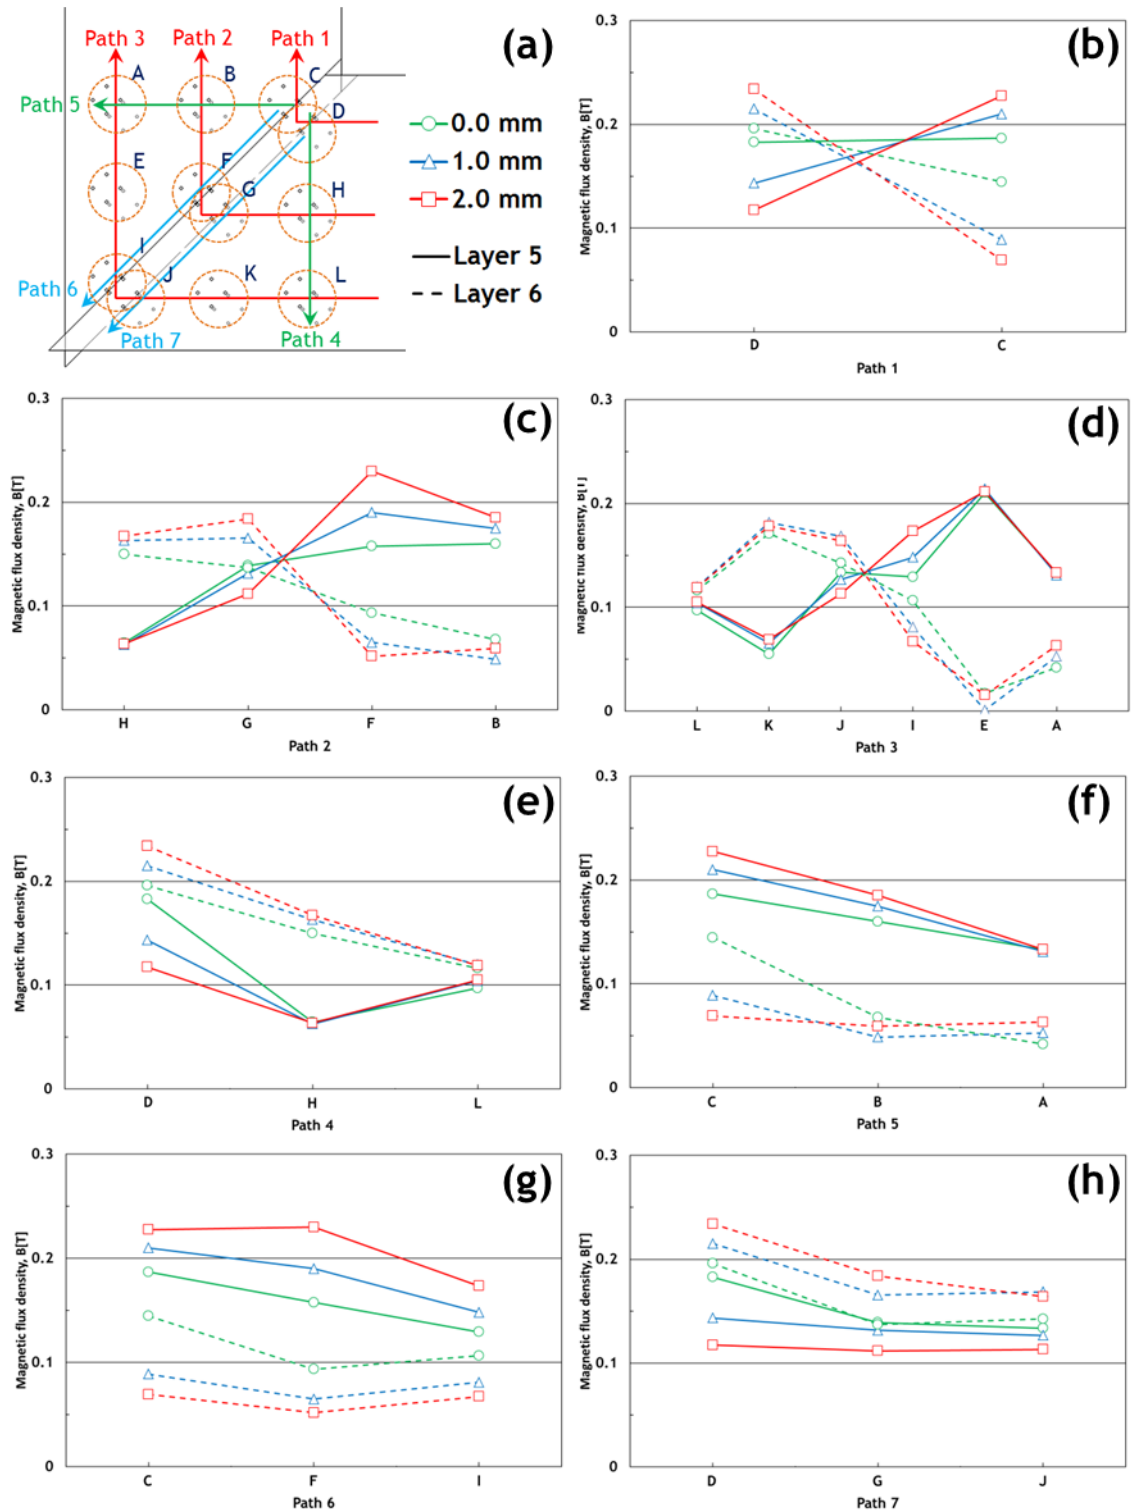 (a)
Path 3
Path 2
Path 1
A
B
C
Path 5
D
E
F
G
H
I
J
K
L
Path 6
Path 7
Path 4
0.0 mm
1.0 mm
2.0 mm
Layer 5
Layer 6
(b)
Magnetic flux density, B[T]
0.3
0.2
0.1
0
D
C
Path 1
(c)
Magnetic flux density, B[T]
0.3
0.2
0.1
0
H
G
F
B
Path 2
(d)
Magnetic flux density, B[T]
0.3
0.2
0.1
0
L
K
J
I
E
A
Path 3
(e)
Magnetic flux density, B[T]
0.3
0.2
0.1
0
D
H
L
Path 4
(f)
Magnetic flux density, B[T]
0.3
0.2
0.1
0
C
B
A
Path 5
(g)
Magnetic flux density, B[T]
0.3
0.2
0.1
0
C
F
I
Path 6
(h)
Magnetic flux density, B[T]
0.3
0.2
0.1
0
D
G
J
Path 7